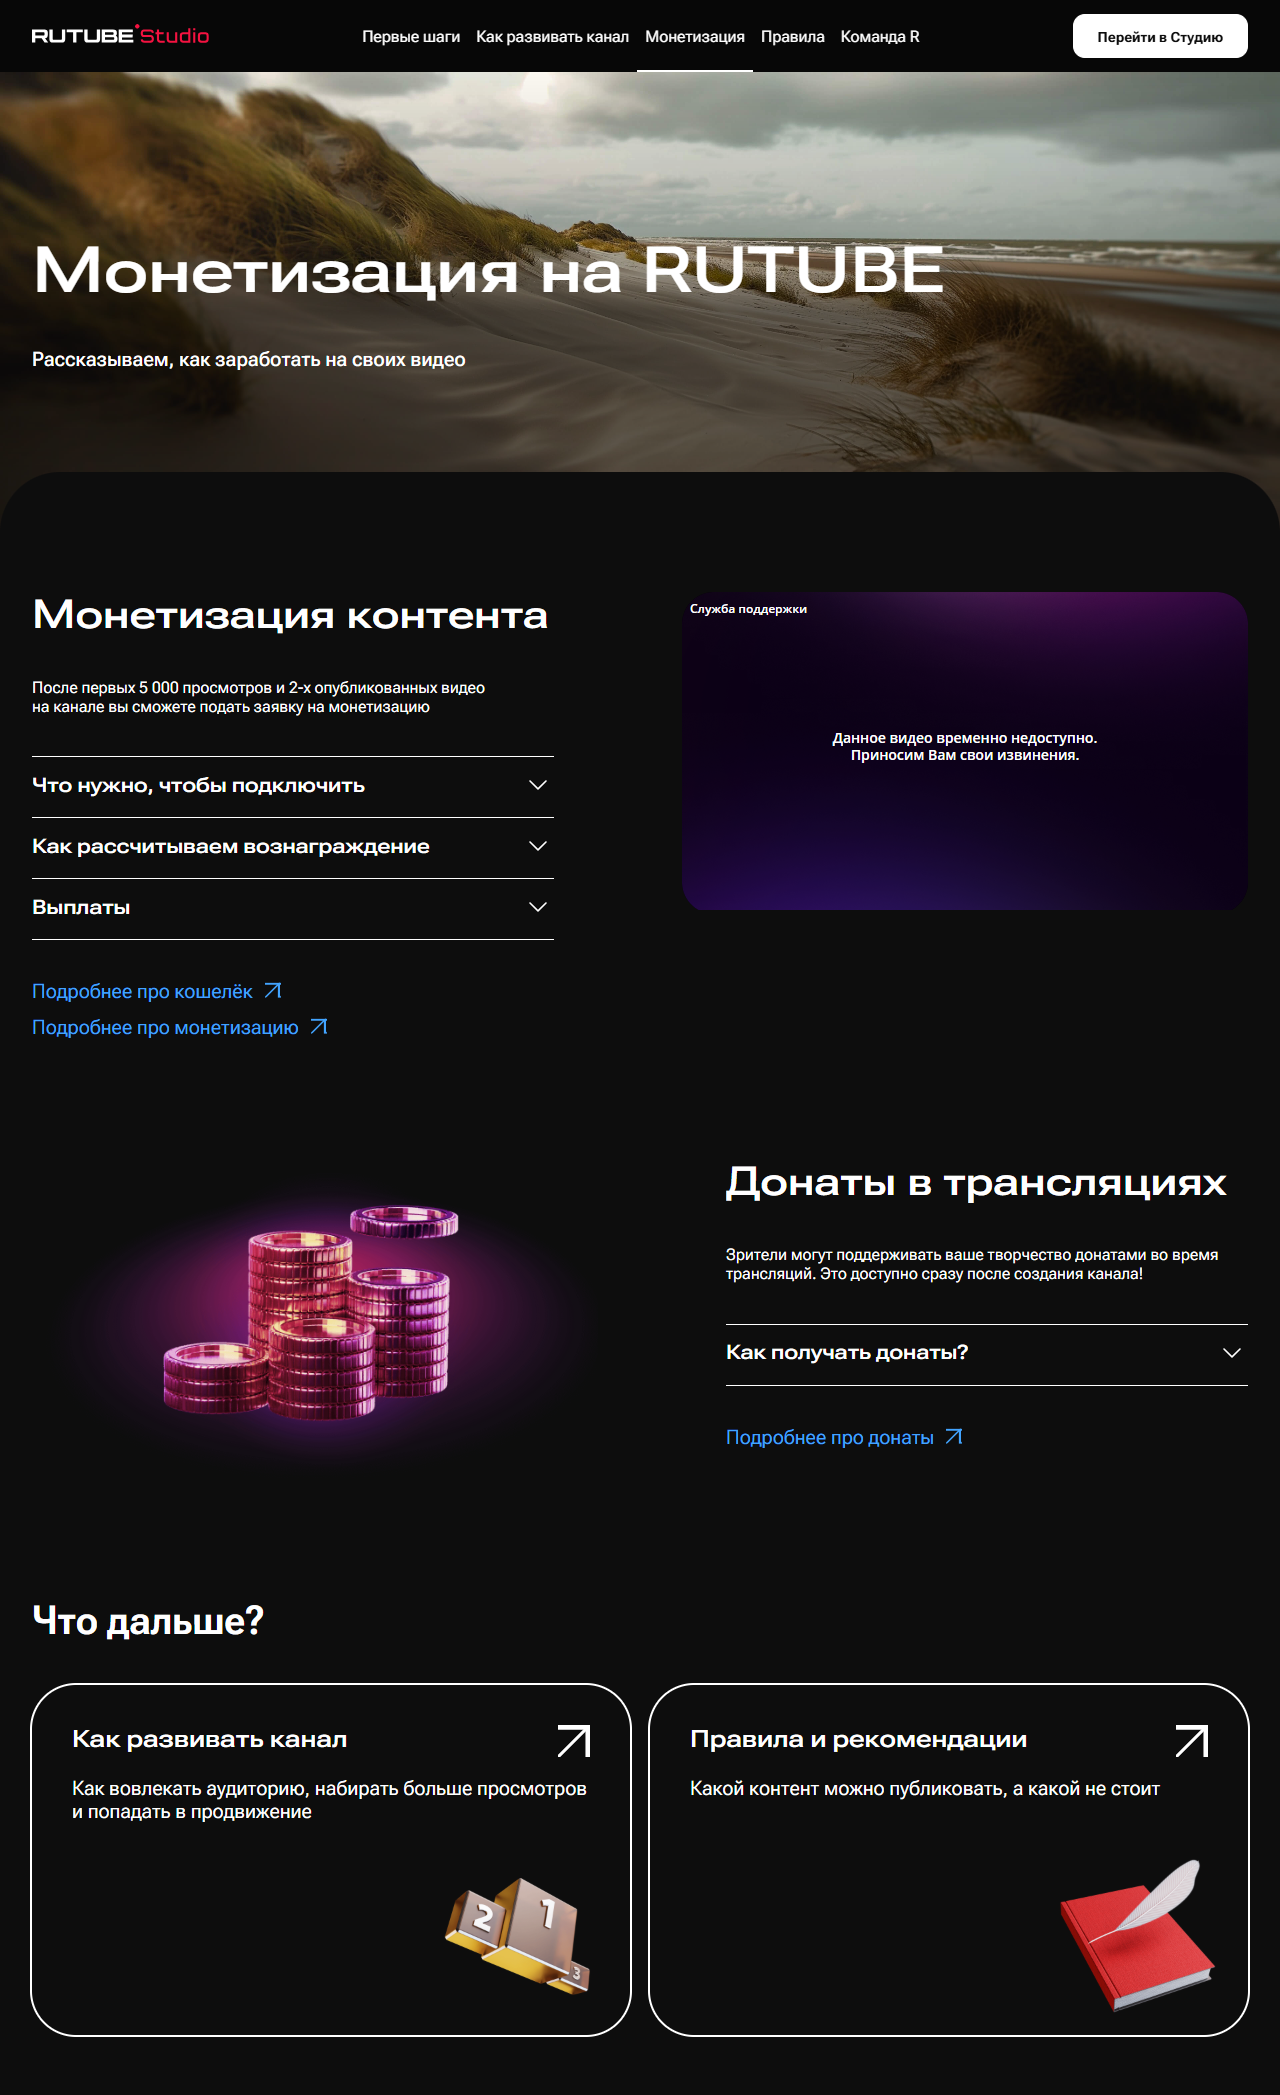 RUTUBE Studio
Первые шаги
Как развивать канал
Монетизация
Правила
Команда R
Перейти в Студию
Монетизация на RUTUBE
Рассказываем, как заработать на своих видео
Монетизация контента
После первых 5 000 просмотров и 2-х опубликованных видео
на канале вы сможете подать заявку на монетизацию
Что нужно, чтобы подключить
Как рассчитываем вознаграждение
Выплаты
Подробнее про кошелёк
Подробнее про монетизацию
Служба поддержки
Данное видео временно недоступно.
Приносим Вам свои извинения.
Донаты в трансляциях
Зрители могут поддерживать ваше творчество донатами во время
трансляций. Это доступно сразу после создания канала!
Как получать донаты?
Подробнее про донаты
Что дальше?
Как развивать канал
Как вовлекать аудиторию, набирать больше просмотров
и попадать в продвижение
2
1
3
Правила и рекомендации
Какой контент можно публиковать, а какой не стоит